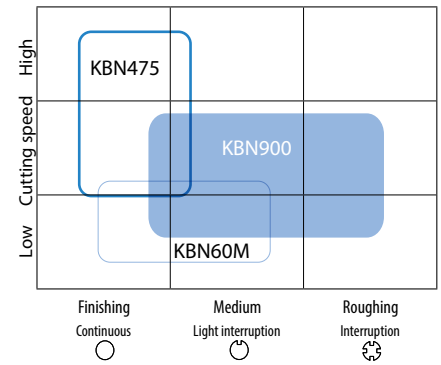 High
Cutting speed
Low
KBN475
KBN900
KBN60M
Finishing Medium Roughing
Continuous Light interruption Interruption